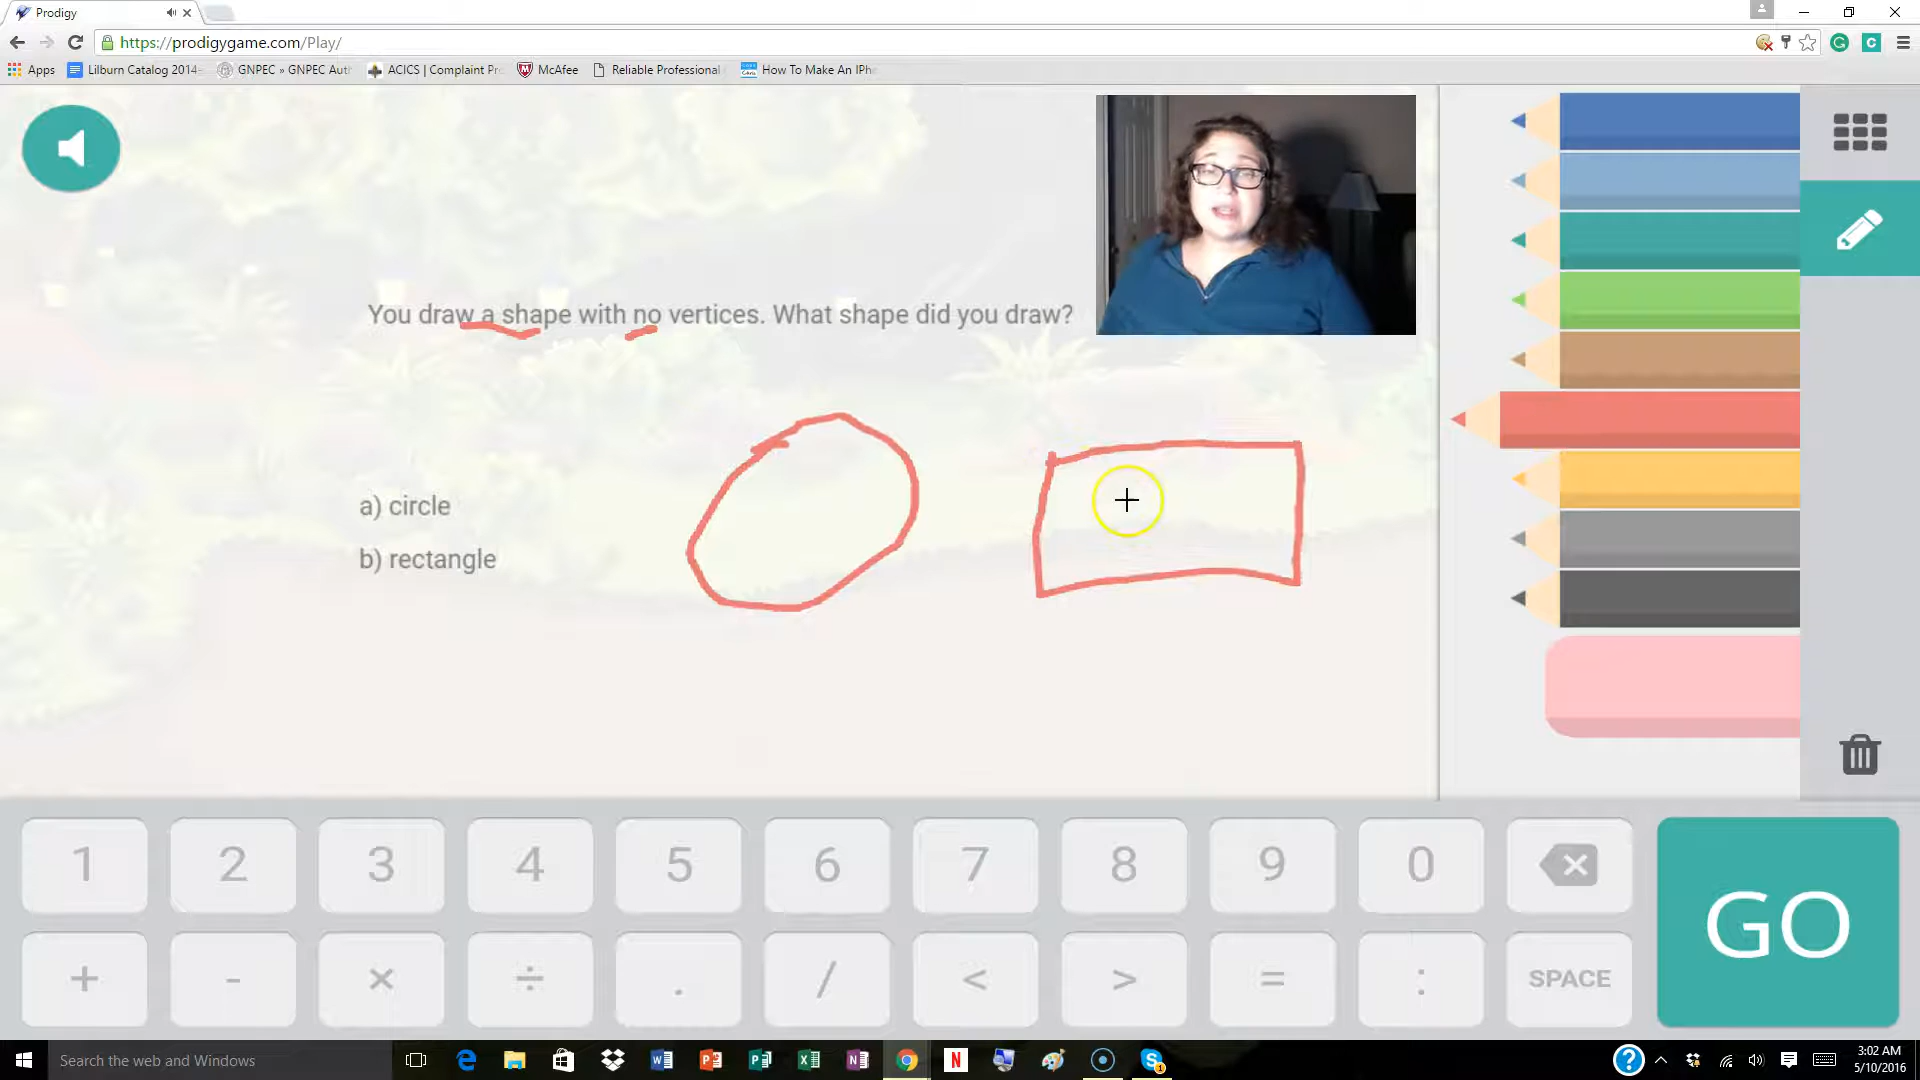 Prodigy
https://prodigygame.com/Play/
Apps Lilburn Catalog 2014- GNPEC » GNPEC Aut ACICS | Complaint Pr McAfee Reliable Professional How To Make An IPh
You draw a shape with no vertices. What shape did you draw?
a) circle
b) rectangle
1 2 3 4 5 6 7 8 9 0
+ - × ÷ . / < > = : SPACE
GO
Search the web and Windows
3:02 AM
5/10/2016